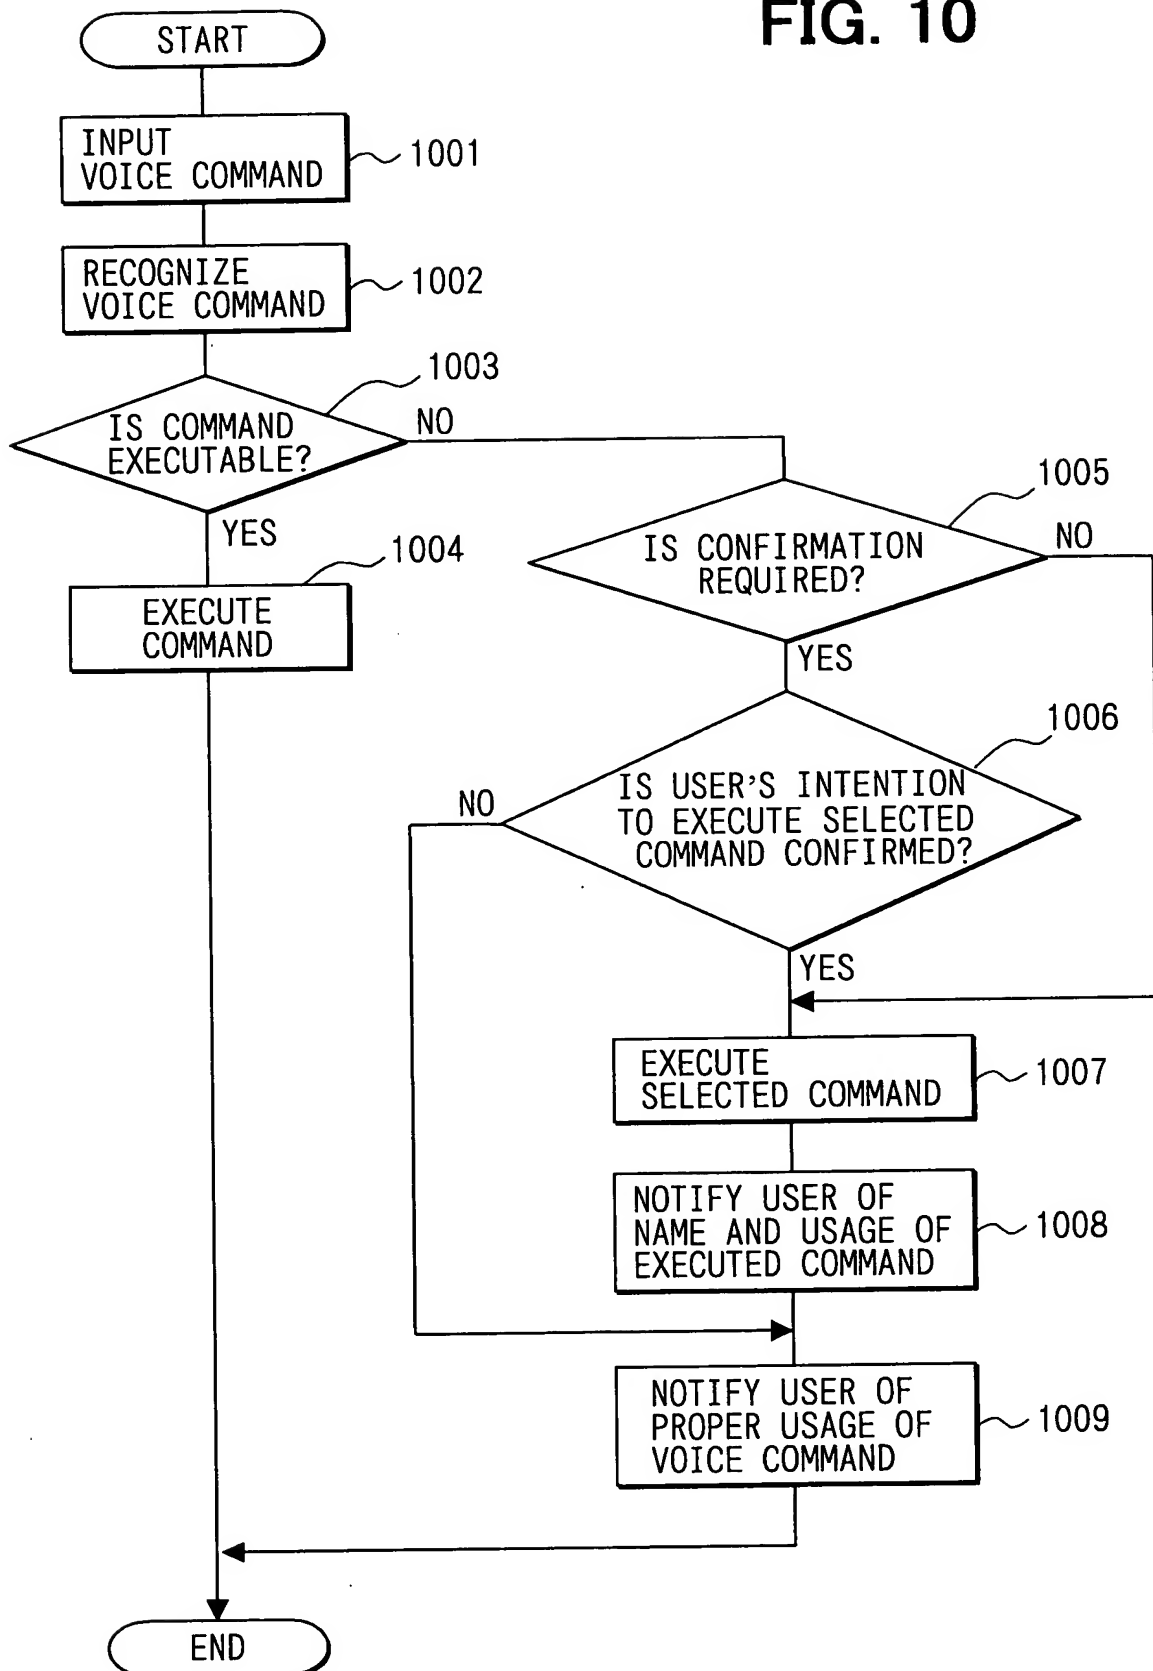 FIG. 10
START
INPUT
VOICE COMMAND
1001
RECOGNIZE
VOICE COMMAND
1002
1003
IS COMMAND
EXECUTABLE?
NO
YES
1004
EXECUTE
COMMAND
1005
IS CONFIRMATION
REQUIRED?
NO
YES
1006
IS USER'S INTENTION
TO EXECUTE SELECTED
COMMAND CONFIRMED?
NO
YES
EXECUTE
SELECTED COMMAND
1007
NOTIFY USER OF
NAME AND USAGE OF
EXECUTED COMMAND
1008
NOTIFY USER OF
PROPER USAGE OF
VOICE COMMAND
1009
END